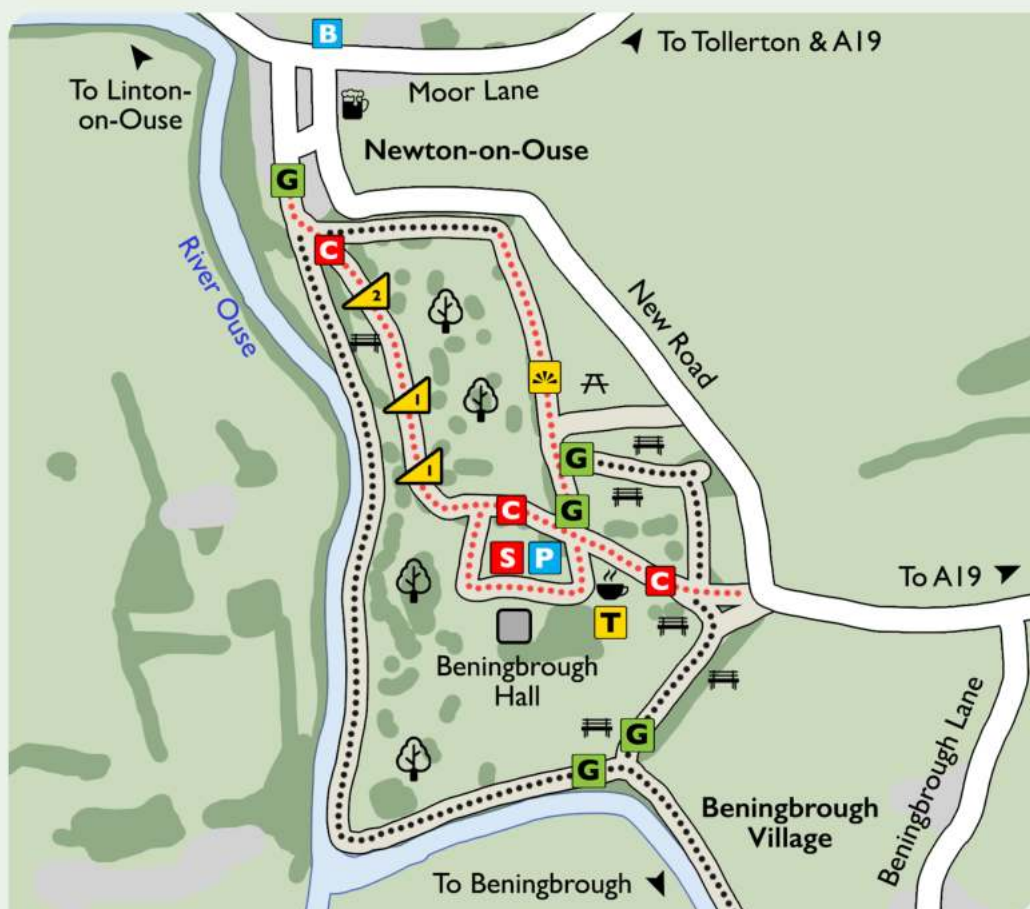 B
To Tollerton & A19
To Linton-
on-Ouse
Moor Lane
Newton-on-Ouse
G
C
River Ouse
2
New Road
1
G
1
G
C
S
P
C
To A19
T
Beningbrough
Hall
Beningbrough Lane
G
G
Beningbrough
Village
To Beningbrough